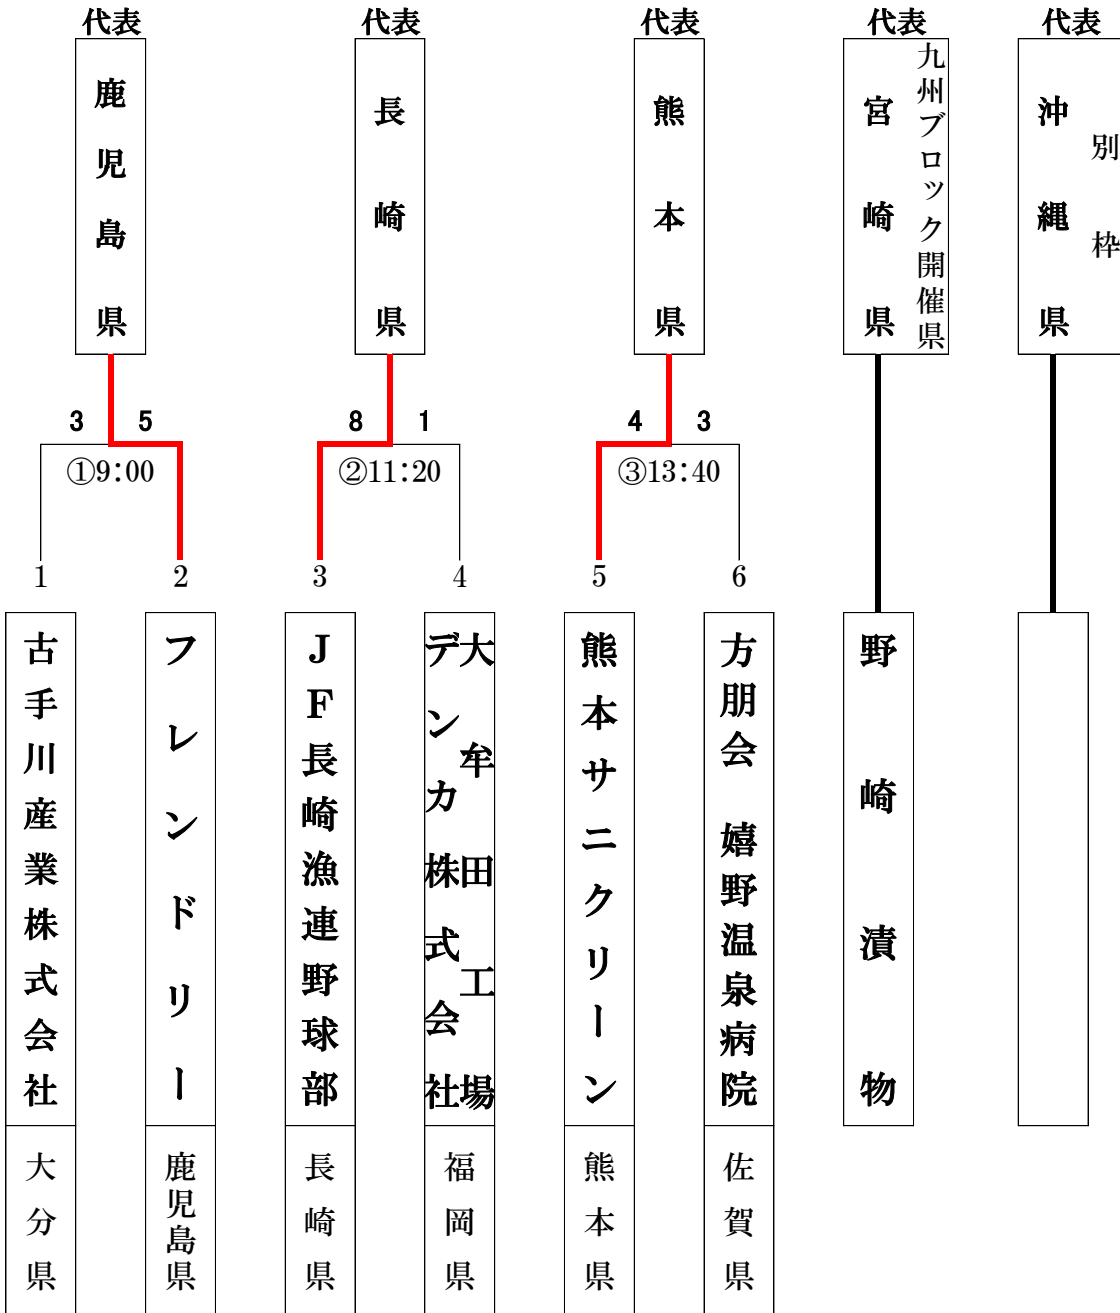 代表
代表
代表
代表
代表
鹿児島県
長崎県
熊本県
宮崎県
九州ブロック開催県
沖縄県
別枠
3 5
8 1
4 3
①9:00
②11:20
③13:40
1
2
3
4
5
6
古手川産業株式会社
フレンドリー
JF長崎漁連野球部
デンカ株式会社
大牟田工場
熊本サニクリーン
方朋会 嬉野温泉病院
野崎漬物
大分県
鹿児島県
長崎県
福岡県
熊本県
佐賀県